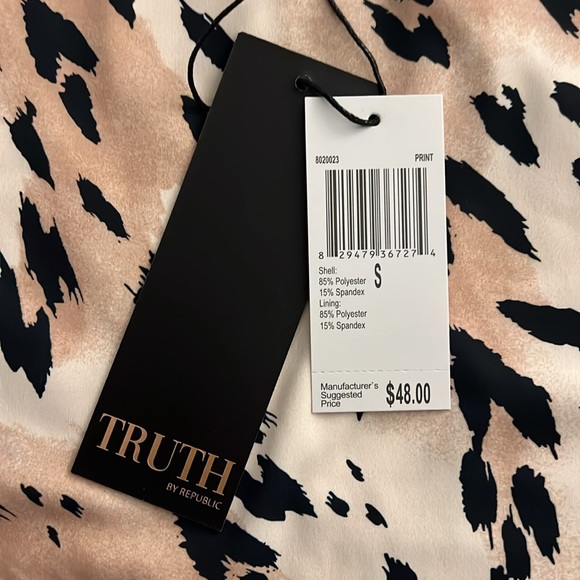 8020023 PRINT
8 29479 36727 4
Shell:
85% Polyester
15% Spandex
S
Lining:
85% Polyester
15% Spandex
Manufacturer's
Suggested
Price
$48.00
TRUTH
BY REPUBLIC